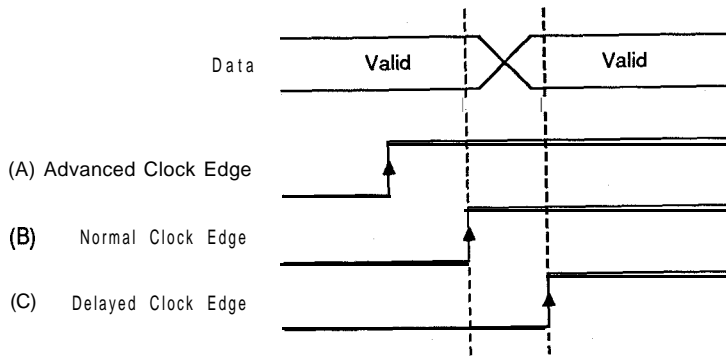 Data
Valid
Valid
(A) Advanced Clock Edge
(B) Normal Clock Edge
(C) Delayed Clock Edge